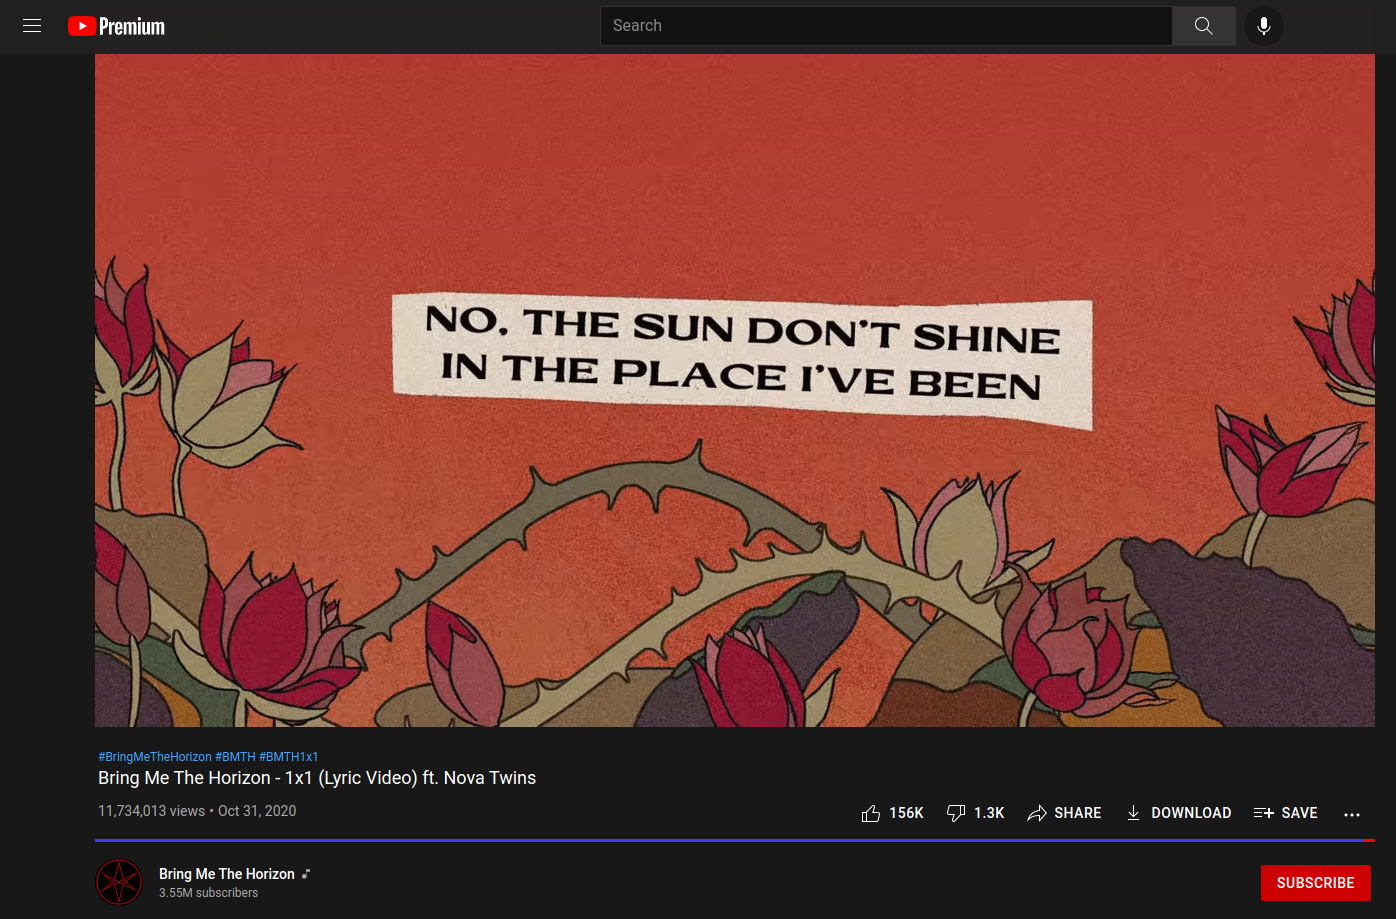 Premium
Search
NO, THE SUN DON'T SHINE
IN THE PLACE I'VE BEEN
#BringMeTheHorizon #BMTH #BMTH1x1
Bring Me The Horizon - 1x1 (Lyric Video) ft. Nova Twins
11,734,013 views • Oct 31, 2020
156K 1.3K SHARE DOWNLOAD SAVE
Bring Me The Horizon
3.55M subscribers
SUBSCRIBE